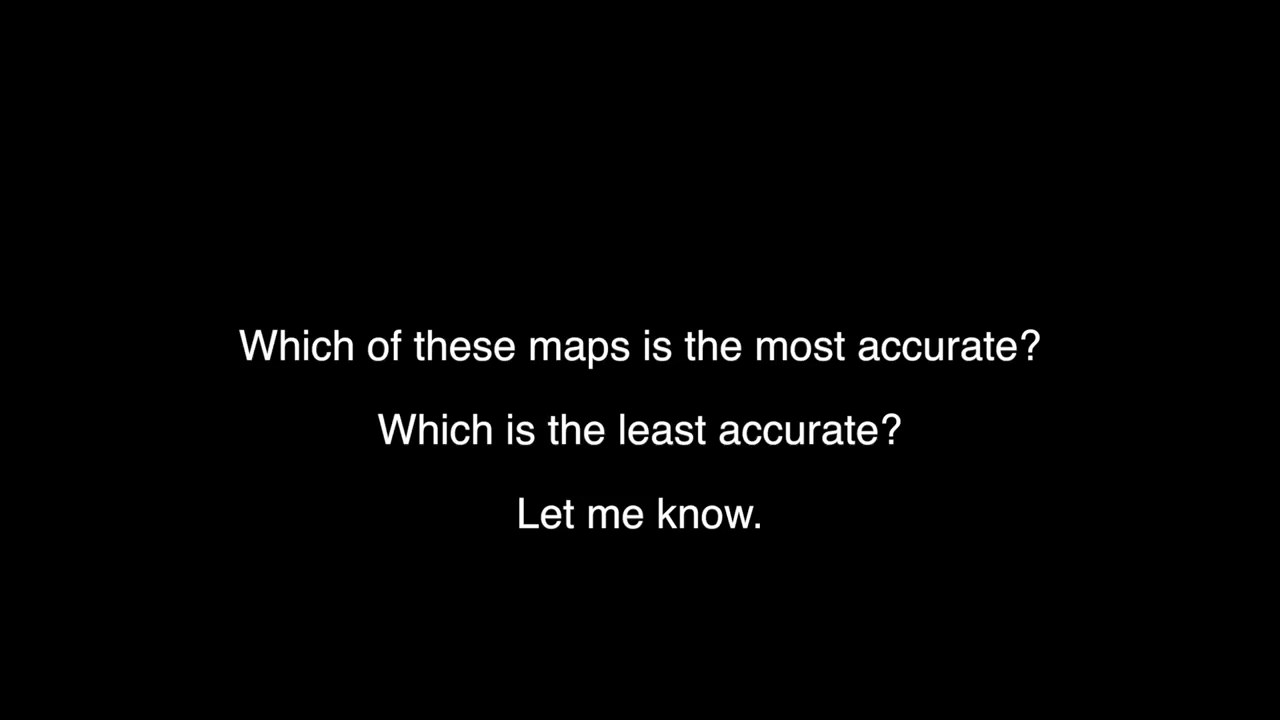 Which of these maps is the most accurate?
Which is the least accurate?
Let me know.